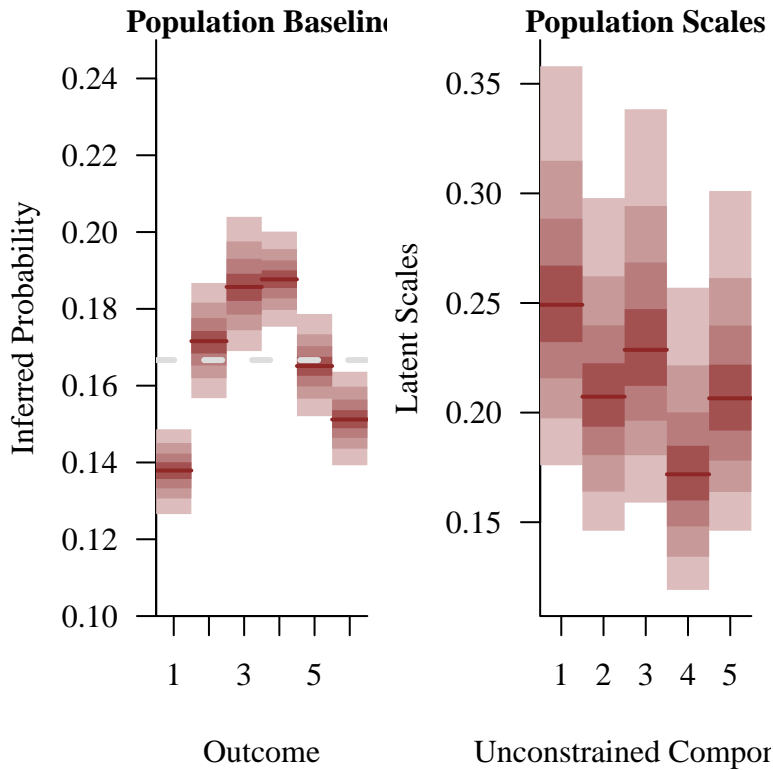 Population Baseline
Inferred Probability
0.24
0.22
0.20
0.18
0.16
0.14
0.12
0.10
1 3 5
Outcome
Population Scales
Latent Scales
0.35
0.30
0.25
0.20
0.15
1 2 3 4 5
Unconstrained Compor